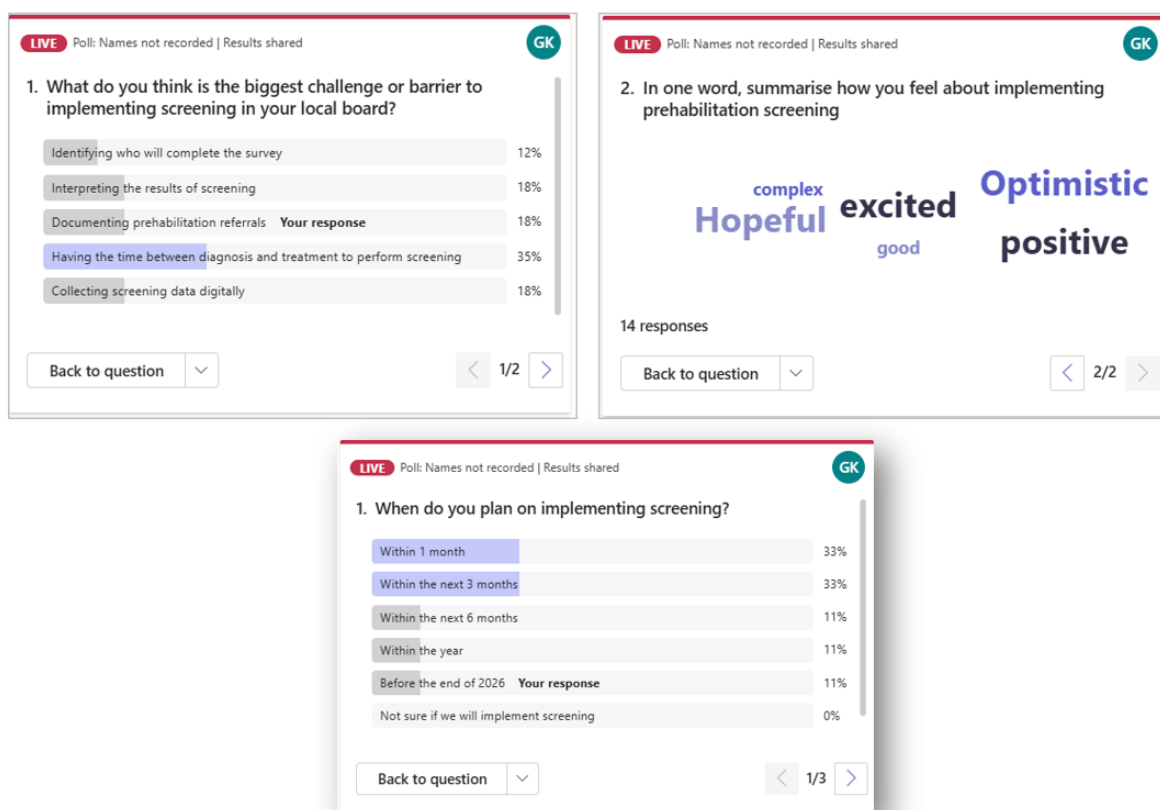 LIVE Poll: Names not recorded | Results shared
GK
1. What do you think is the biggest challenge or barrier to
implementing screening in your local board?
Identifying who will complete the survey 12%
Interpreting the results of screening 18%
Documenting prehabilitation referrals Your response 18%
Having the time between diagnosis and treatment to perform screening 35%
Collecting screening data digitally 18%
Back to question
1/2
LIVE Poll: Names not recorded | Results shared
GK
2. In one word, summarise how you feel about implementing
prehabilitation screening
complex
Hopeful
excited
good
Optimistic
positive
14 responses
Back to question
2/2
LIVE Poll: Names not recorded | Results shared
GK
1. When do you plan on implementing screening?
Within 1 month 33%
Within the next 3 months 33%
Within the next 6 months 11%
Within the year 11%
Before the end of 2026 Your response 11%
Not sure if we will implement screening 0%
Back to question
1/3